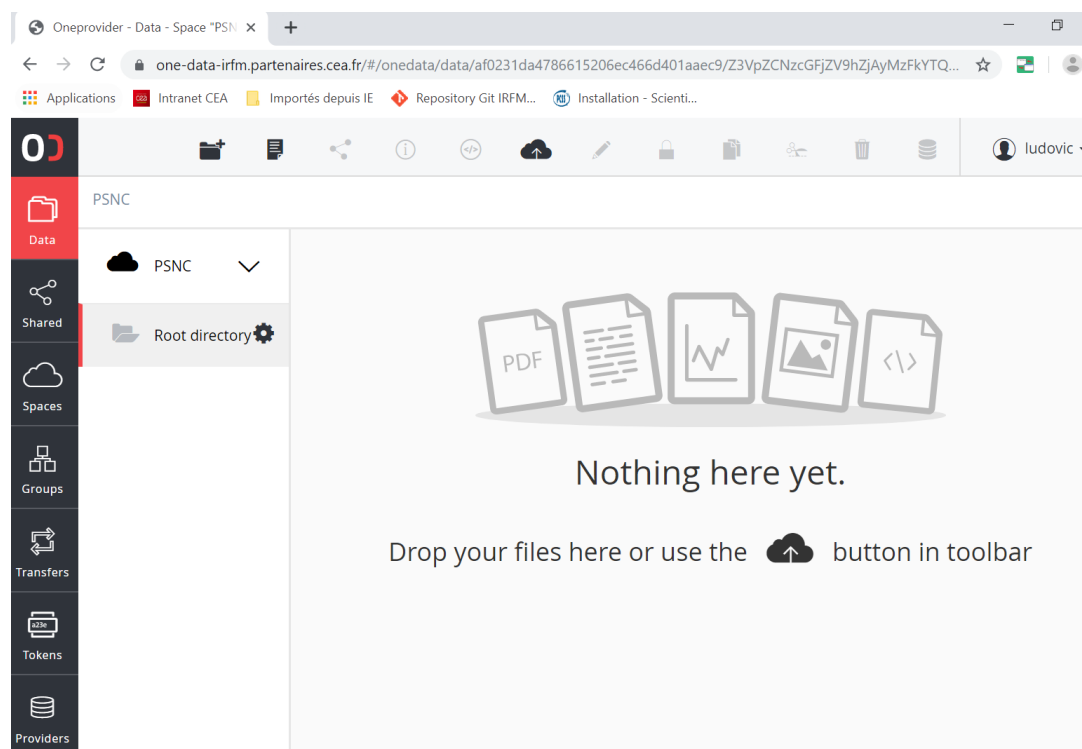 Oneprovider - Data - Space "PSN
one-data-irfm.partenaires.cea.fr/#/onedata/data/af0231da4786615206ec466d401aaec9/Z3VpZCNzcGFjZV9hZjAyMzFkYTQ...
Applications cea Intranet CEA Importés depuis IE Repository Git IRFM... Installation - Scienti...
ludovic
PSNC
Data
PSNC
Shared
Root directory
PDF
Spaces
Nothing here yet.
Groups
Drop your files here or use the button in toolbar
Transfers
a23e
Tokens
Providers